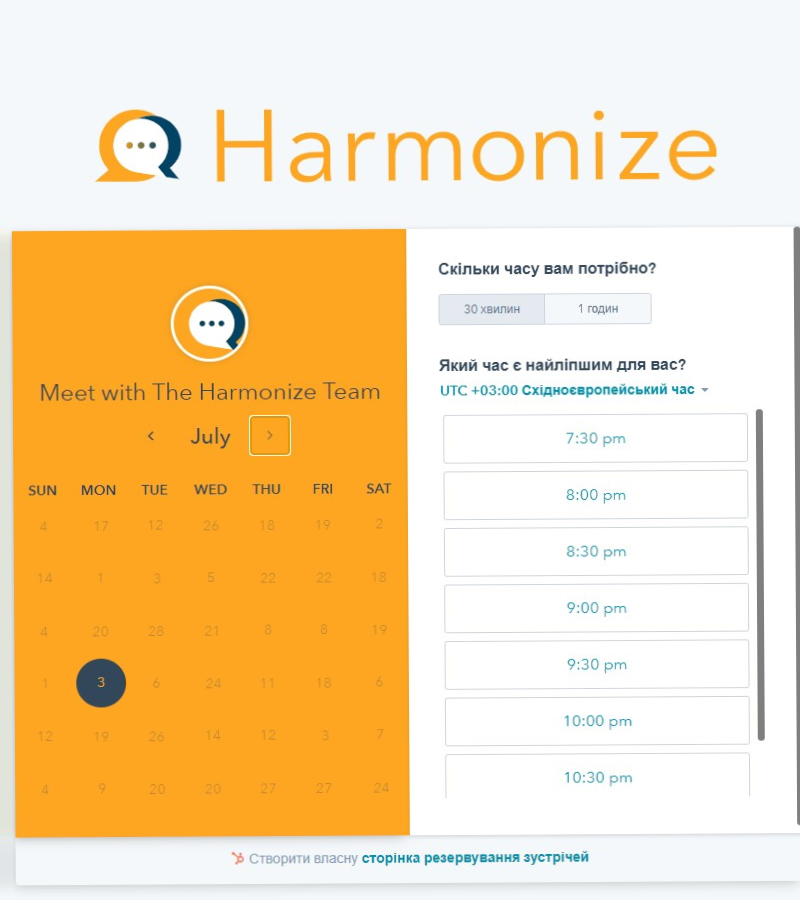 Harmonize
Meet with The Harmonize Team
July
SUN MON TUE WED THU FRI SAT
4 17 12 26 18 19 2
14 1 3 5 22 22 18
4 20 28 21 8 8 19
1 3 6 24 11 18 6
12 19 26 14 12 3 7
4 9 20 20 27 27 24
Скільки часу вам потрібно?
30 хвилин 1 годин
Який час є найліпшим для вас?
UTC +03:00 Східноєвропейський час
7:30 pm
8:00 pm
8:30 pm
9:00 pm
9:30 pm
10:00 pm
10:30 pm
Створити власну сторінка резервування зустрічей